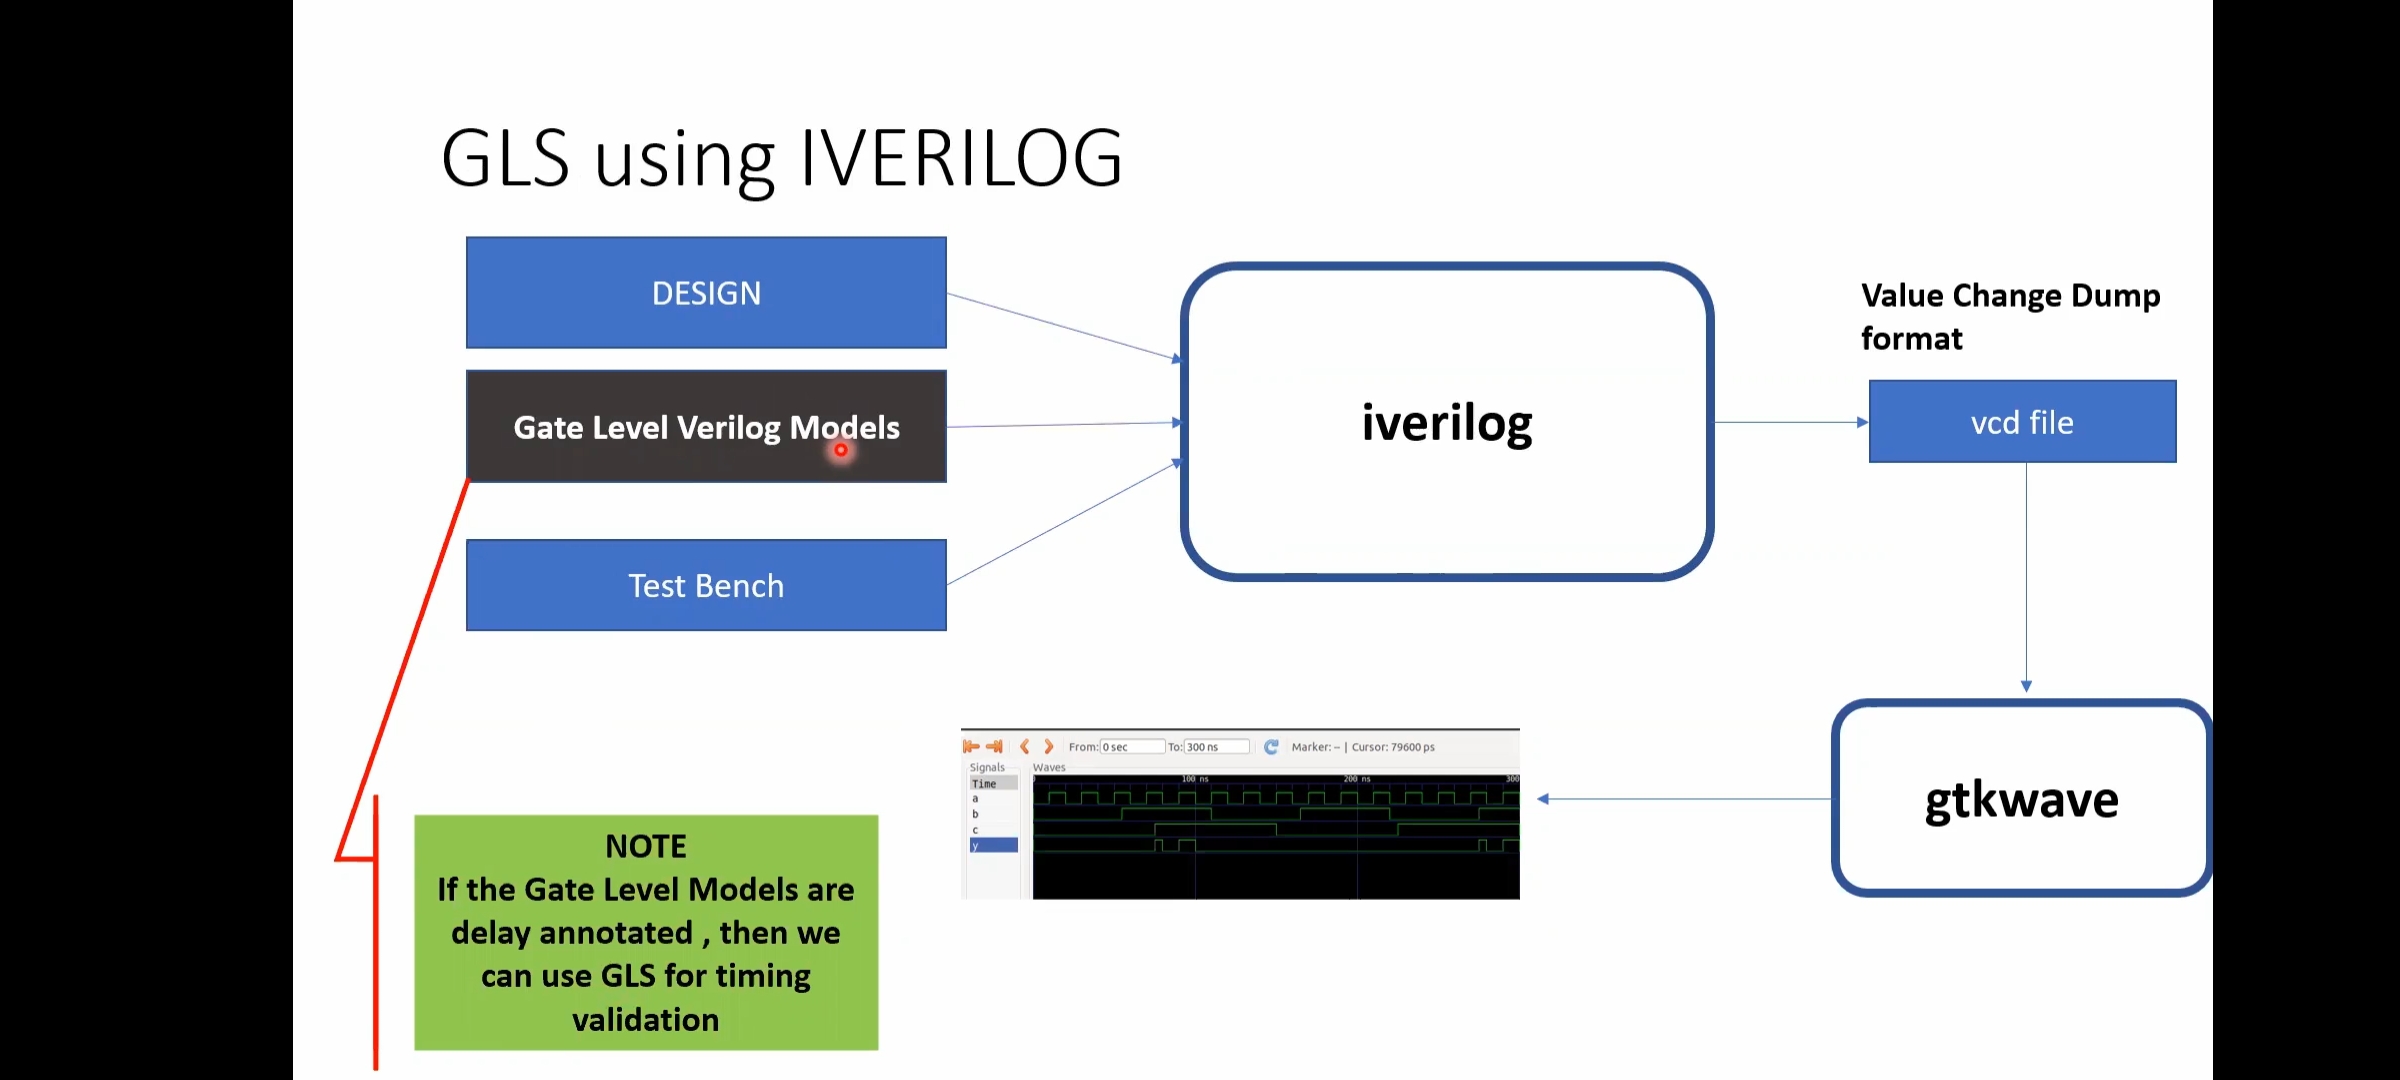 GLS using IVERILOG
DESIGN
Gate Level Verilog Models
Test Bench
iverilog
Value Change Dump
format
vcd file
gtkwave
From: 0 sec To: 300 ns Marker: -- | Cursor: 79600 ps
Signals Waves
Time 100 ns 200 ns 300
a
b
c
y
NOTE
If the Gate Level Models are
delay annotated , then we
can use GLS for timing
validation